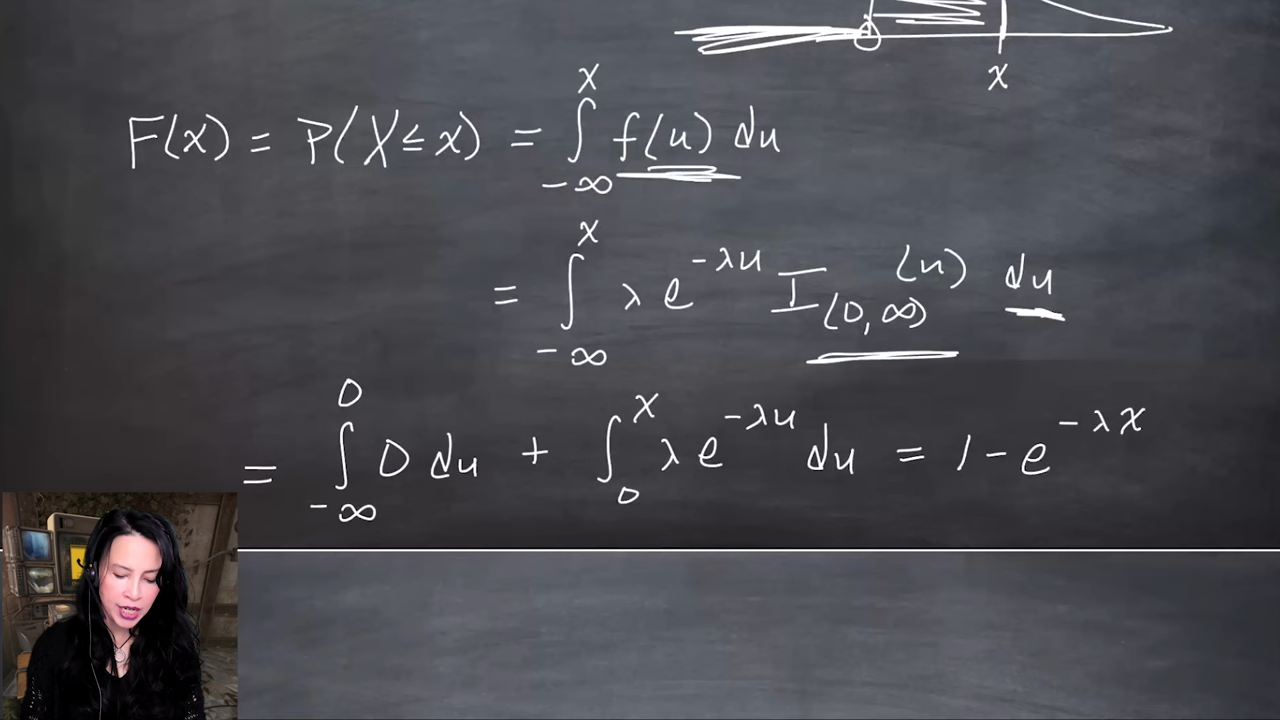 x
F(x) = P(X ≤ x) = ∫_{-∞}^{x} f(u) du
= ∫_{-∞}^{x} λ e^{-λu} I_{(0,∞)}(u) du
= ∫_{-∞}^{0} 0 du + ∫_{0}^{x} λ e^{-λu} du = 1 - e^{-λx}